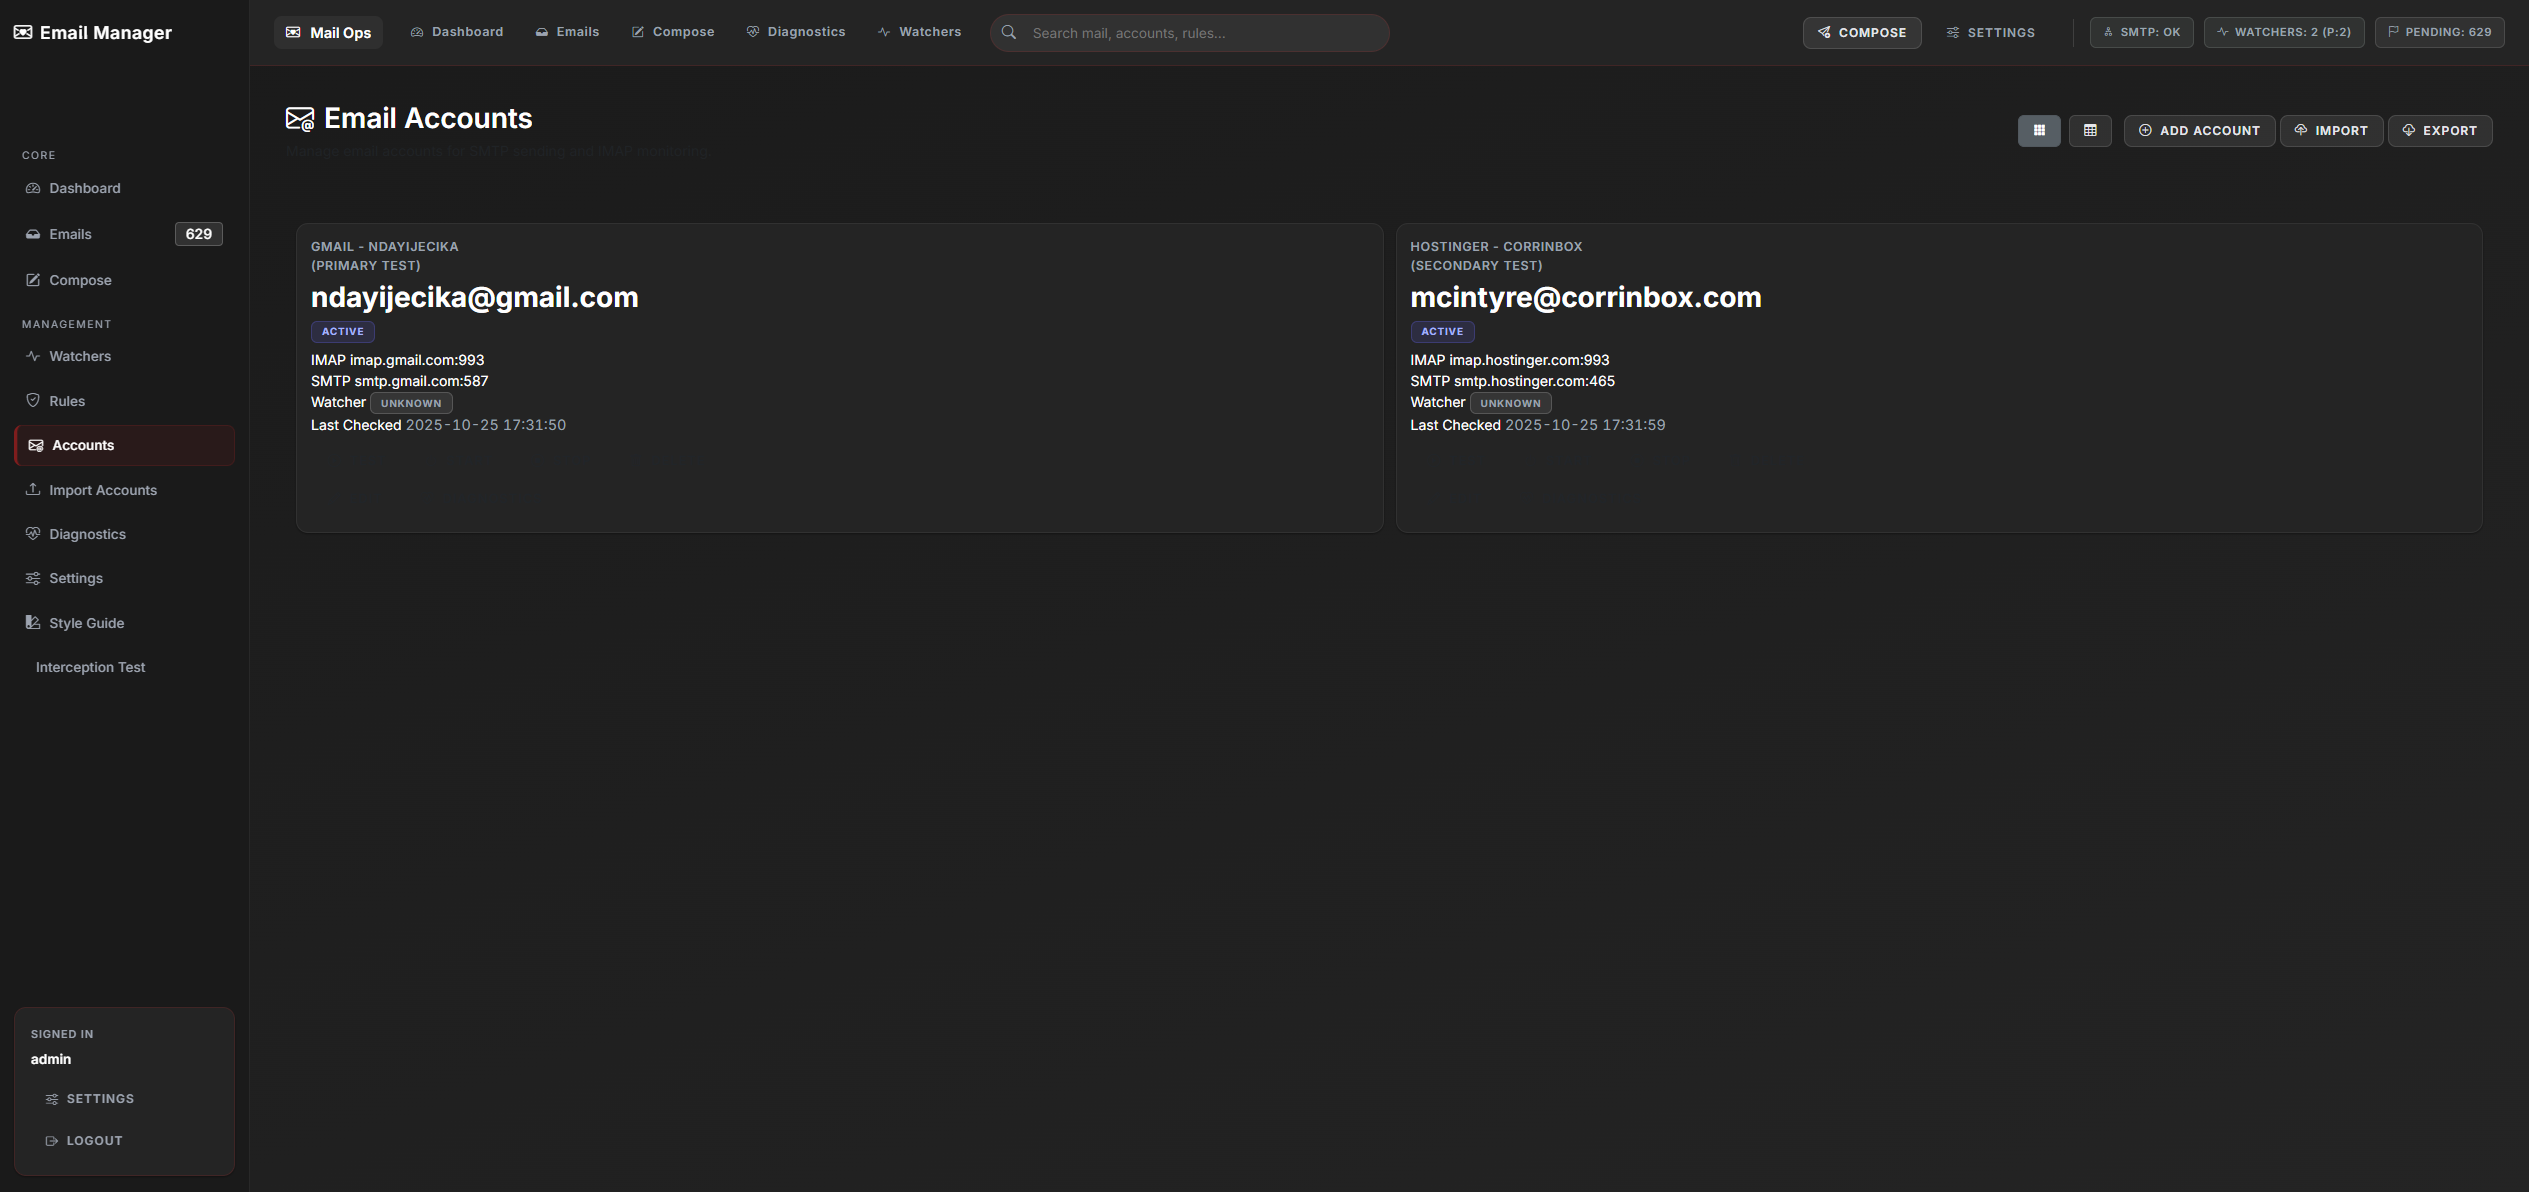 Email Manager
Mail Ops
Dashboard
Emails
Compose
Diagnostics
Watchers
Search mail, accounts, rules...
COMPOSE
SETTINGS
SMTP: OK
WATCHERS: 2 (P:2)
PENDING: 629
CORE
Dashboard
Emails
629
Compose
MANAGEMENT
Watchers
Rules
Accounts
Import Accounts
Diagnostics
Settings
Style Guide
Interception Test
SIGNED IN
admin
SETTINGS
LOGOUT
Email Accounts
Manage email accounts for SMTP sending and IMAP monitoring.
ADD ACCOUNT
IMPORT
EXPORT
GMAIL - NDAYIJECIKA
(PRIMARY TEST)
ndayijecika@gmail.com
ACTIVE
IMAP imap.gmail.com:993
SMTP smtp.gmail.com:587
Watcher UNKNOWN
Last Checked 2025-10-25 17:31:50
HOSTINGER - CORRINBOX
(SECONDARY TEST)
mcintyre@corrinbox.com
ACTIVE
IMAP imap.hostinger.com:993
SMTP smtp.hostinger.com:465
Watcher UNKNOWN
Last Checked 2025-10-25 17:31:59